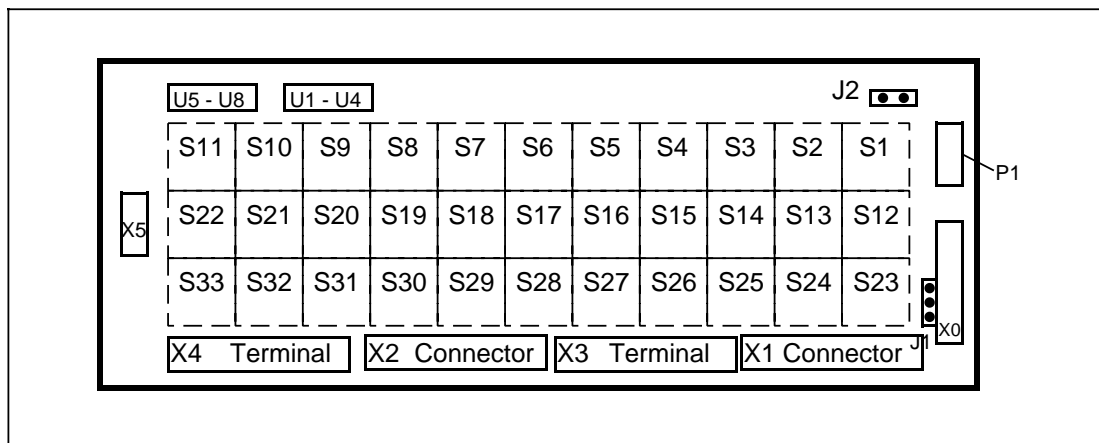 U5 - U8 U1 - U4 J2
S11 S10 S9 S8 S7 S6 S5 S4 S3 S2 S1
P1
X5 S22 S21 S20 S19 S18 S17 S16 S15 S14 S13 S12
S33 S32 S31 S30 S29 S28 S27 S26 S25 S24 S23
X0
J1
X4 Terminal X2 Connector X3 Terminal X1 Connector